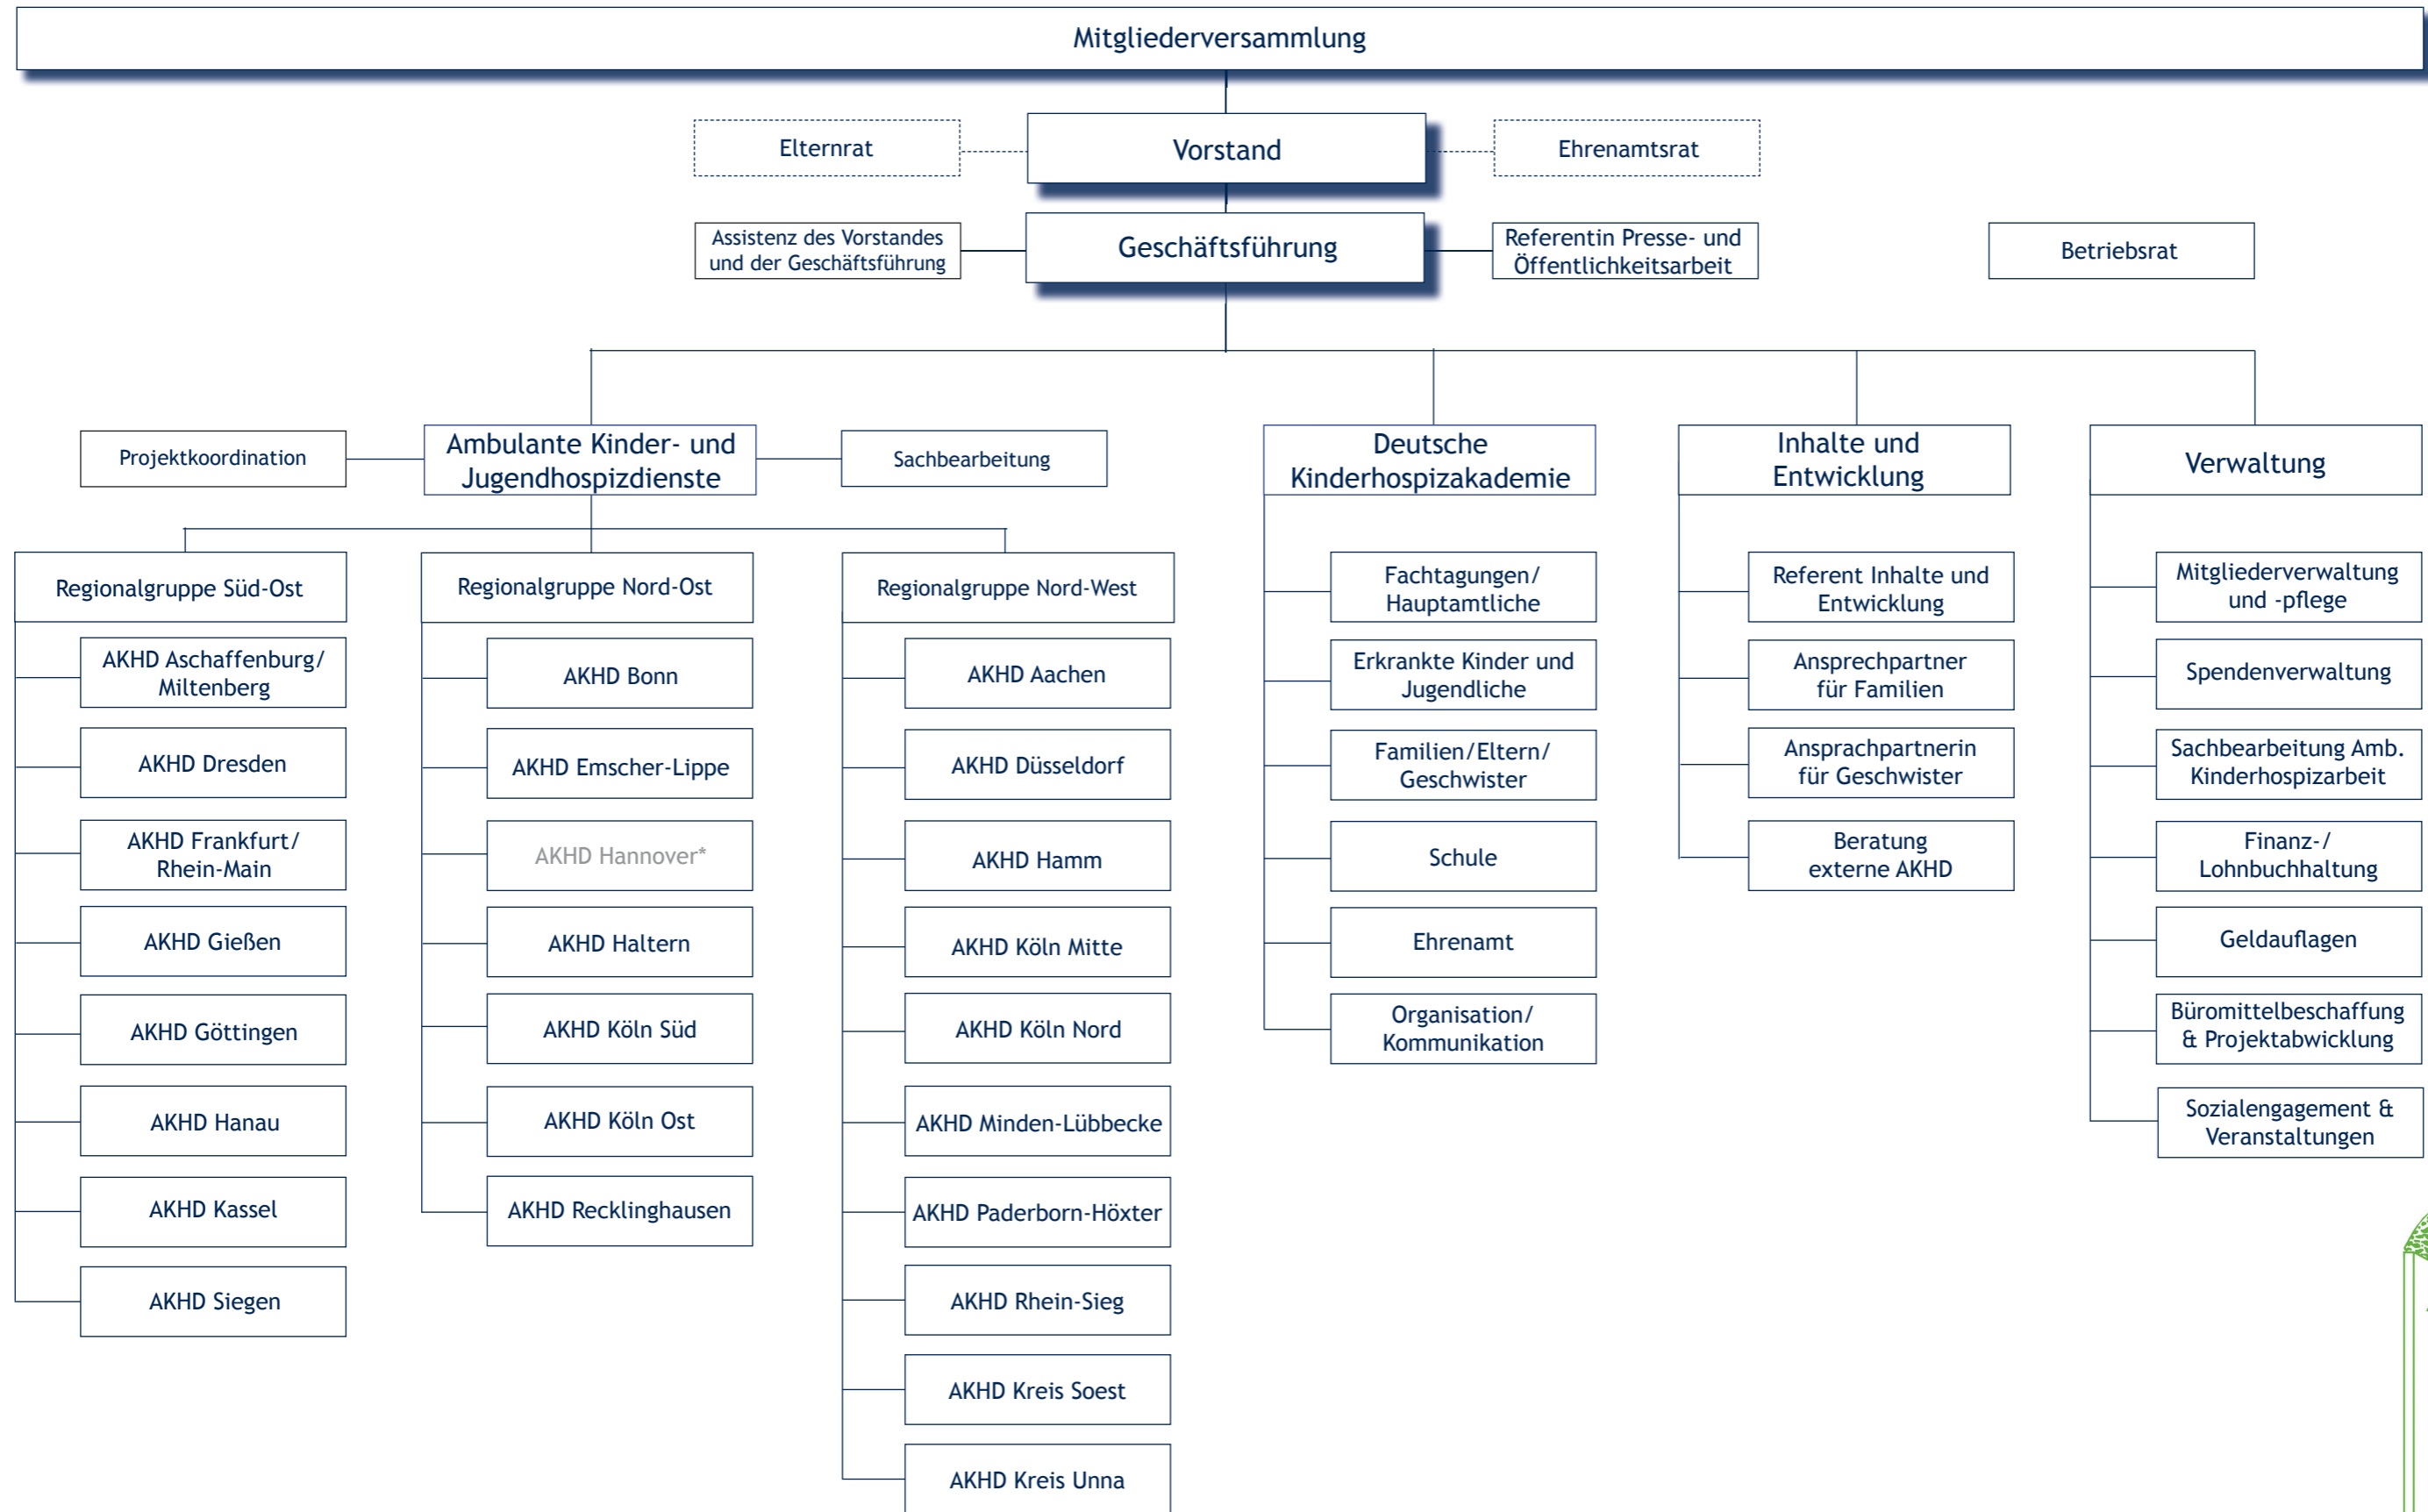 Mitgliederversammlung
Elternrat
Vorstand
Ehrenamtsrat
Assistenz des Vorstandes
und der Geschäftsführung
Geschäftsführung
Referentin Presse- und
Öffentlichkeitsarbeit
Betriebsrat
Projektkoordination
Ambulante Kinder- und
Jugendhospizdienste
Sachbearbeitung
Deutsche
Kinderhospizakademie
Inhalte und
Entwicklung
Verwaltung
Regionalgruppe Süd-Ost
AKHD Aschaffenburg/
Miltenberg
AKHD Dresden
AKHD Frankfurt/
Rhein-Main
AKHD Gießen
AKHD Göttingen
AKHD Hanau
AKHD Kassel
AKHD Siegen
Regionalgruppe Nord-Ost
AKHD Bonn
AKHD Emscher-Lippe
AKHD Hannover*
AKHD Haltern
AKHD Köln Süd
AKHD Köln Ost
AKHD Recklinghausen
Regionalgruppe Nord-West
AKHD Aachen
AKHD Düsseldorf
AKHD Hamm
AKHD Köln Mitte
AKHD Köln Nord
AKHD Minden-Lübbecke
AKHD Paderborn-Höxter
AKHD Rhein-Sieg
AKHD Kreis Soest
AKHD Kreis Unna
Fachtagungen/
Hauptamtliche
Erkrankte Kinder und
Jugendliche
Familien/Eltern/
Geschwister
Schule
Ehrenamt
Organisation/
Kommunikation
Referent Inhalte und
Entwicklung
Ansprechpartner
für Familien
Ansprachpartnerin
für Geschwister
Beratung
externe AKHD
Mitgliederverwaltung
und -pflege
Spendenverwaltung
Sachbearbeitung Amb.
Kinderhospizarbeit
Finanz-/
Lohnbuchhaltung
Geldauflagen
Büromittelbeschaffung
& Projektabwicklung
Sozialengagement &
Veranstaltungen